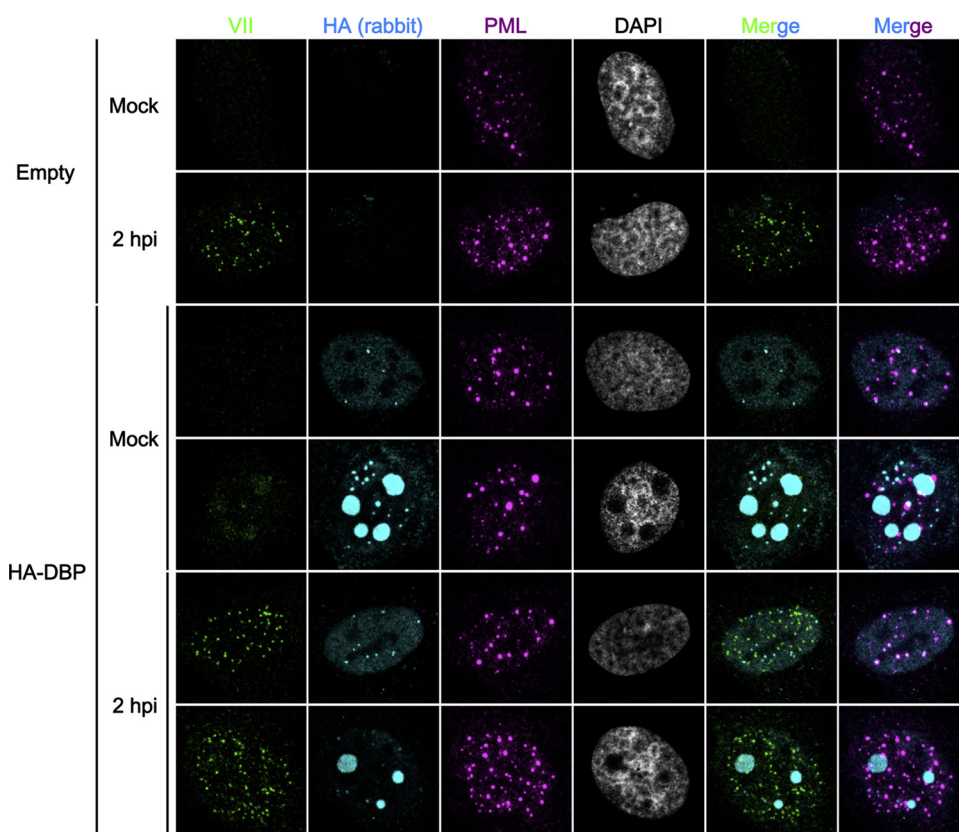 VII HA (rabbit) PML DAPI Merge Merge
Mock
Empty
2 hpi
Mock
HA-DBP
2 hpi